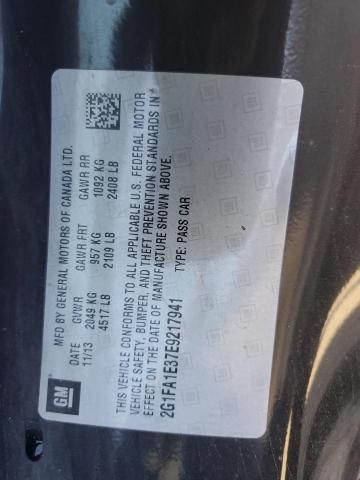 MFD BY GENERAL MOTORS OF CANADA LTD.
DATE GVWR GAWR FRT GAWR RR
11/13 2049 KG 957 KG 1092 KG
4517 LB 2109 LB 2408 LB
THIS VEHICLE CONFORMS TO ALL APPLICABLE U.S. FEDERAL MOTOR
VEHICLE SAFETY, BUMPER, AND THEFT PREVENTION STANDARDS IN
EFFECT ON THE DATE OF MANUFACTURE SHOWN ABOVE.
2G1FA1E37E9217941 TYPE: PASS CAR
GM